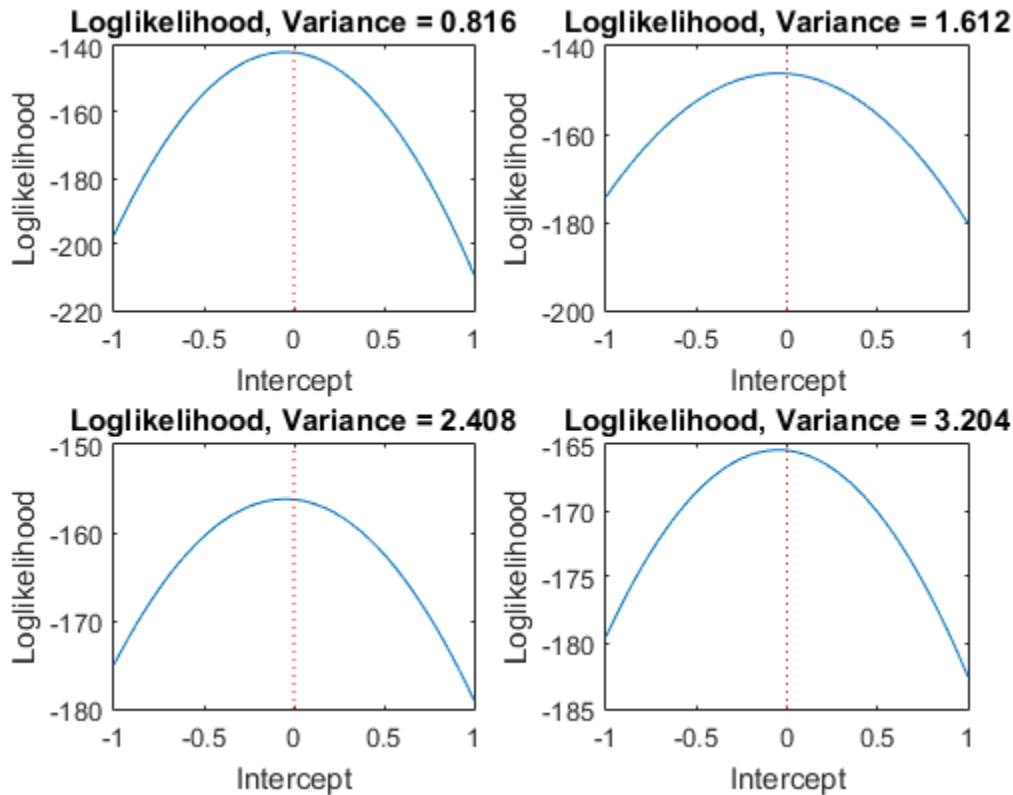 Loglikelihood, Variance = 0.816
-140
-160
-180
-200
-220
Loglikelihood
-1 -0.5 0 0.5 1
Intercept
Loglikelihood, Variance = 1.612
-140
-160
-180
-200
Loglikelihood
-1 -0.5 0 0.5 1
Intercept
Loglikelihood, Variance = 2.408
-150
-160
-170
-180
Loglikelihood
-1 -0.5 0 0.5 1
Intercept
Loglikelihood, Variance = 3.204
-165
-170
-175
-180
-185
Loglikelihood
-1 -0.5 0 0.5 1
Intercept